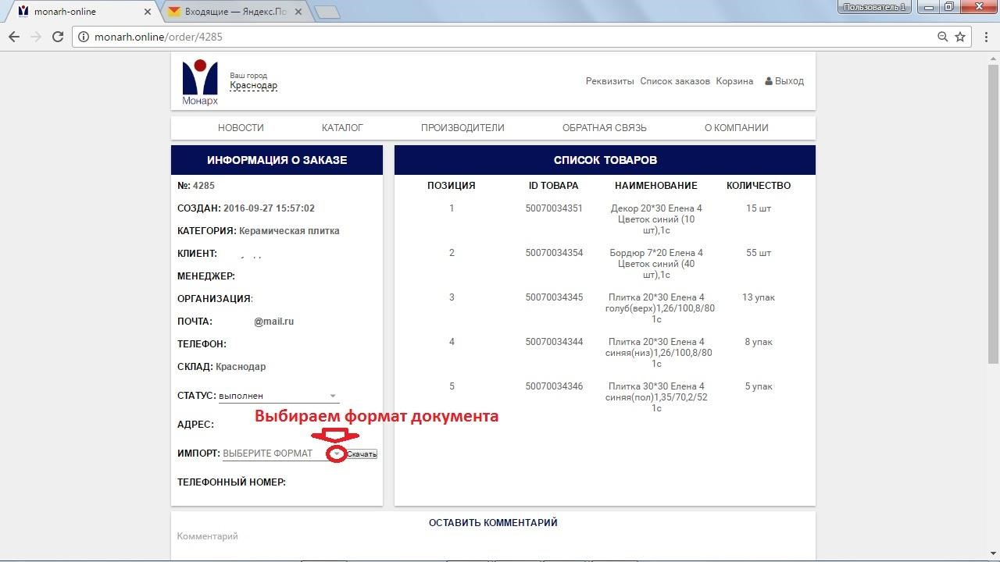 monarh-online
Входящие — Яндекс.По
Пользователь 1
monarh.online/order/4285
Монарх
Ваш город
Краснодар
Реквизиты Список заказов Корзина Выход
НОВОСТИ КАТАЛОГ ПРОИЗВОДИТЕЛИ ОБРАТНАЯ СВЯЗЬ О КОМПАНИИ
ИНФОРМАЦИЯ О ЗАКАЗЕ
№: 4285
СОЗДАН: 2016-09-27 15:57:02
КАТЕГОРИЯ: Керамическая плитка
КЛИЕНТ:
МЕНЕДЖЕР:
ОРГАНИЗАЦИЯ:
ПОЧТА: @mail.ru
ТЕЛЕФОН:
СКЛАД: Краснодар
СТАТУС: выполнен
Выбираем формат документа
АДРЕС:
ИМПОРТ: ВЫБЕРИТЕ ФОРМАТ Скачать
ТЕЛЕФОННЫЙ НОМЕР:
СПИСОК ТОВАРОВ
ПОЗИЦИЯ ID ТОВАРА НАИМЕНОВАНИЕ КОЛИЧЕСТВО
1 50070034351 Декор 20*30 Елена 4 15 шт
Цветок синий (10
шт),1с
2 50070034354 Бордюр 7*20 Елена 4 55 шт
Цветок синий (40
шт),1с
3 50070034345 Плитка 20*30 Елена 4 13 упак
голуб(верх)1,26/100,8/80
1с
4 50070034344 Плитка 20*30 Елена 4 8 упак
синяя(низ)1,26/100,8/80
1с
5 50070034346 Плитка 30*30 Елена 4 5 упак
синяя(пол)1,35/70,2/52
1с
ОСТАВИТЬ КОММЕНТАРИЙ
Комментарий